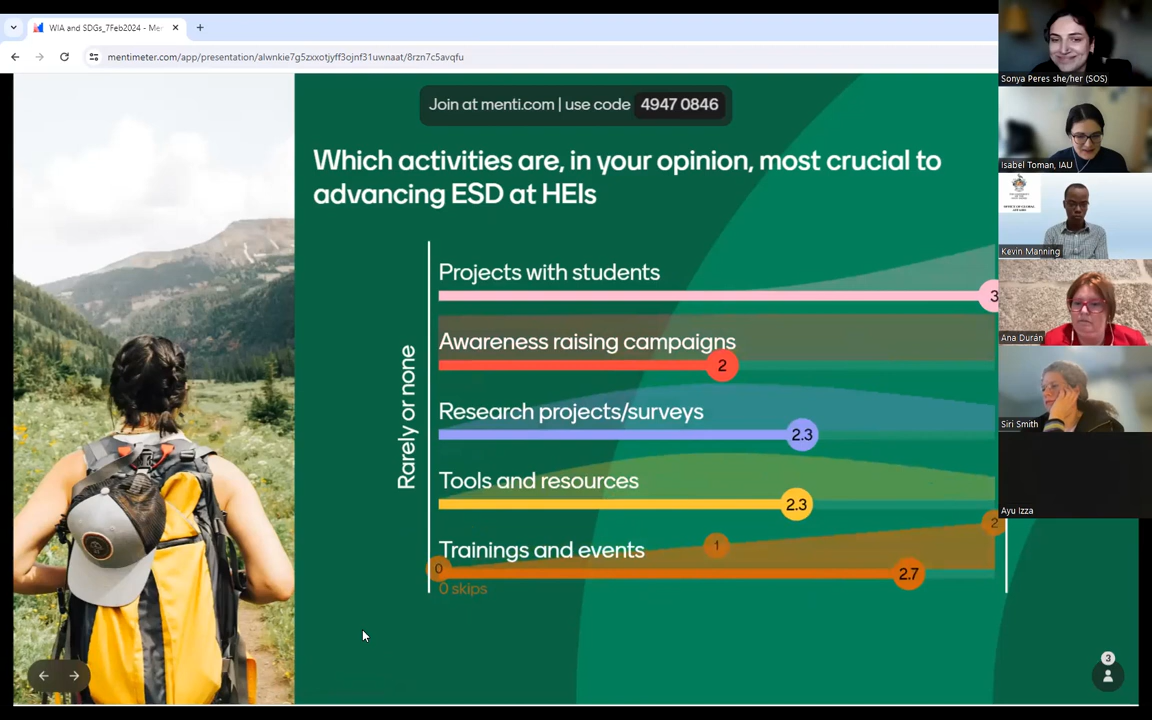 WIA and SDGs_7Feb2024 - Me
mentimeter.com/app/presentation/alwnkie7g5zxxotjyff3ojnf31uwnaat/8rzn7c5avqfu
Join at menti.com | use code 4947 0846
Which activities are, in your opinion, most crucial to
advancing ESD at HEIs
Rarely or none
Projects with students
3
Awareness raising campaigns
2
Research projects/surveys
2.3
Tools and resources
2.3
Trainings and events
0
1
2
2.7
0 skips
3
Sonya Peres she/her (SOS)
Isabel Toman, IAU
Kevin Manning
Ana Durán
Siri Smith
Ayu Izza